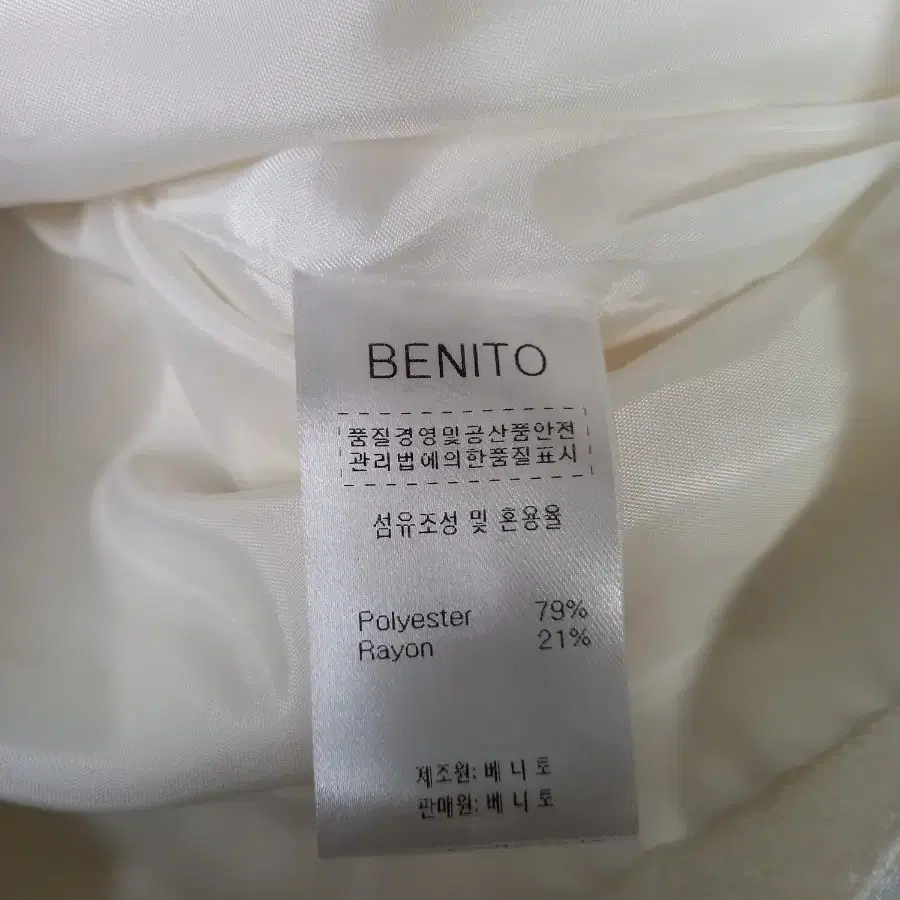 BENITO
품질경영및공산품안전
관리법에의한품질표시
섬유조성 및 혼용율
Polyester 79%
Rayon 21%
제조원: 베 니 토
판매원: 베 니 토